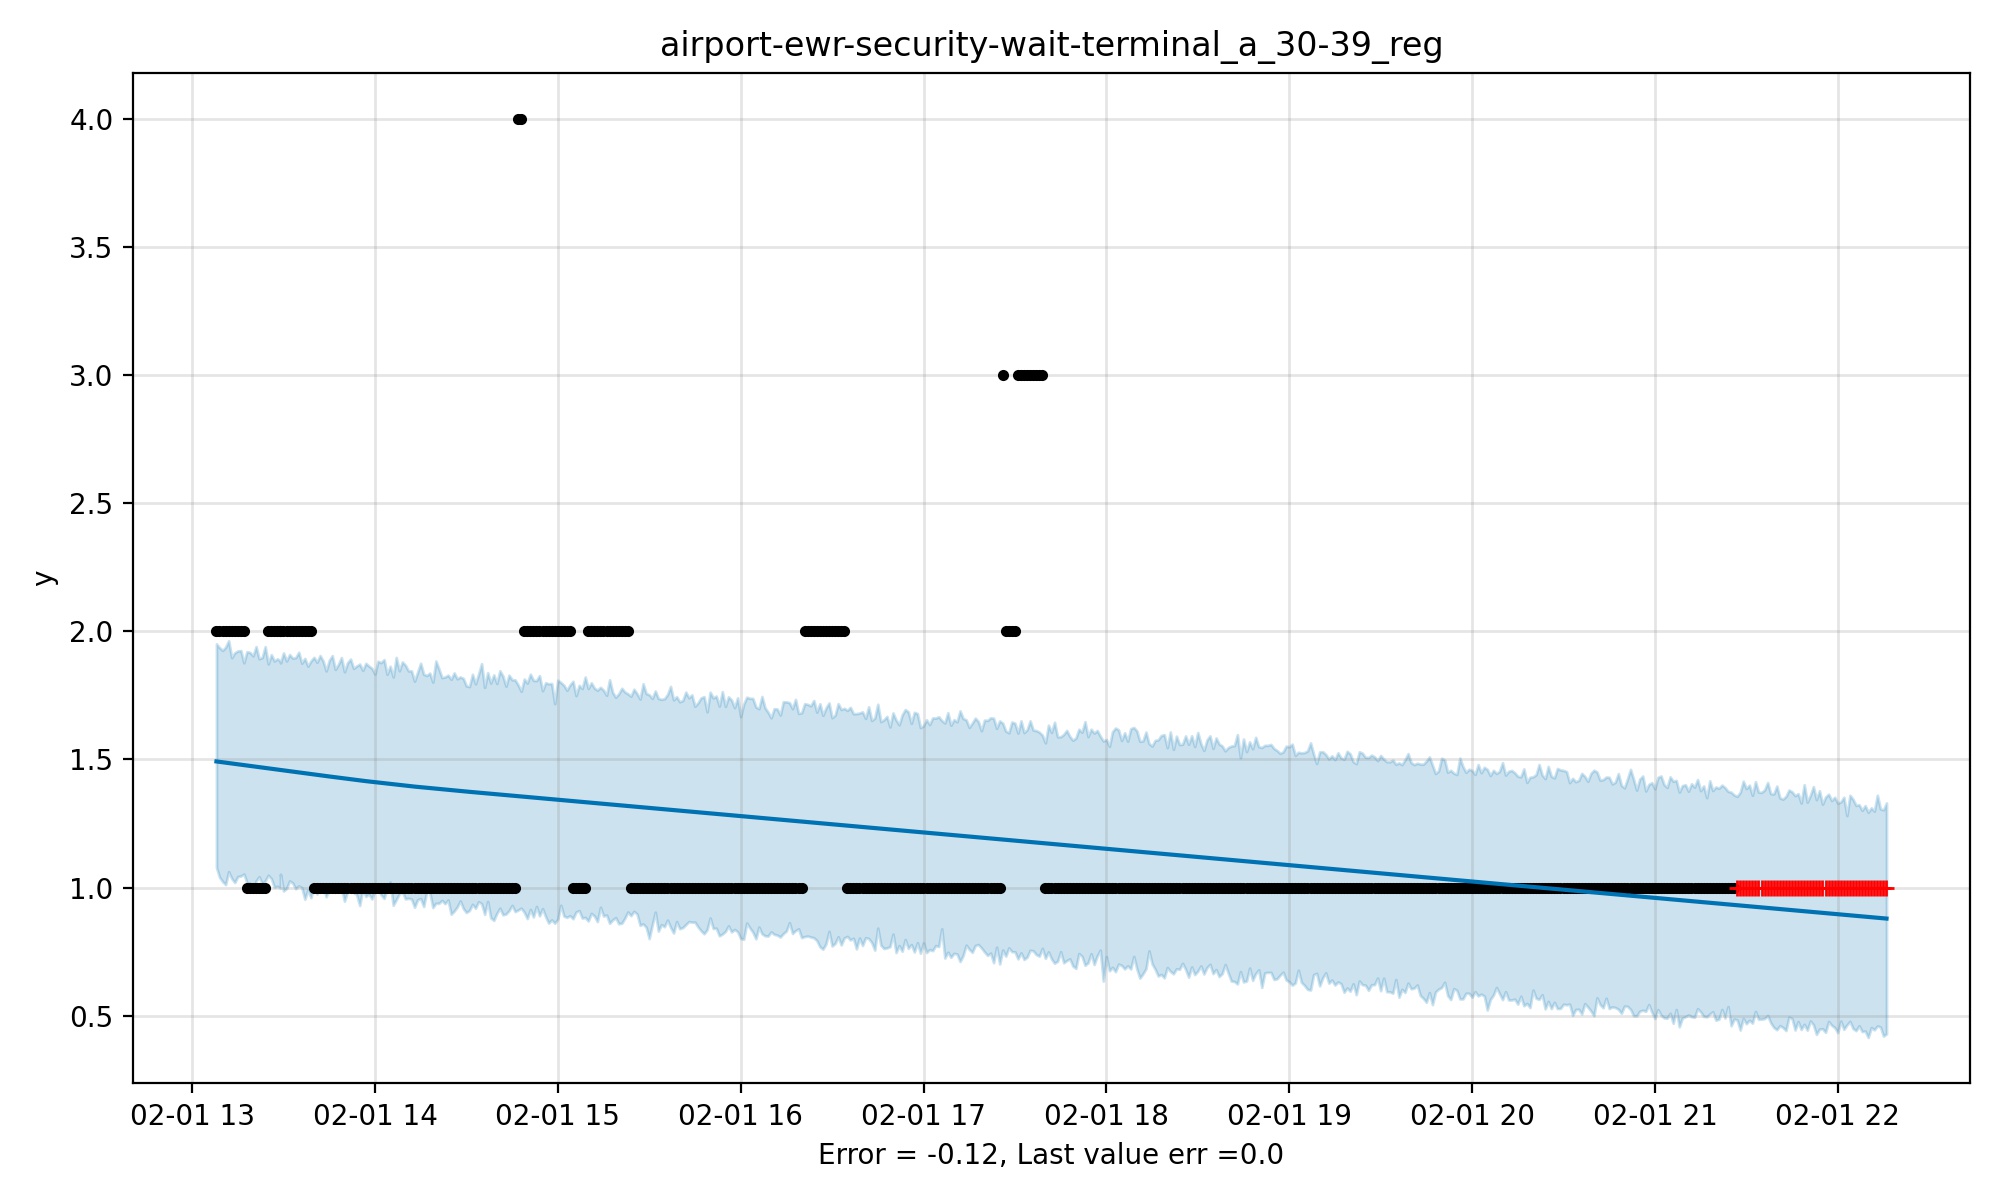 airport-ewr-security-wait-terminal_a_30-39_reg
4.0
3.5
3.0
2.5
2.0
1.5
1.0
0.5
y
02-01 13 02-01 14 02-01 15 02-01 16 02-01 17 02-01 18 02-01 19 02-01 20 02-01 21 02-01 22
Error = -0.12, Last value err =0.0